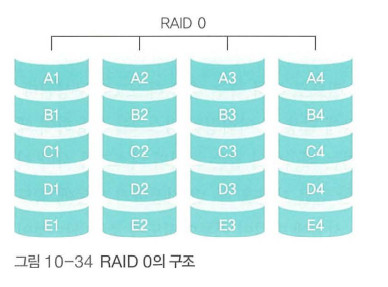 RAID 0
A1 A2 A3 A4
B1 B2 B3 B4
C1 C2 C3 C4
D1 D2 D3 D4
E1 E2 E3 E4
그림 10-34 RAID 0의 구조